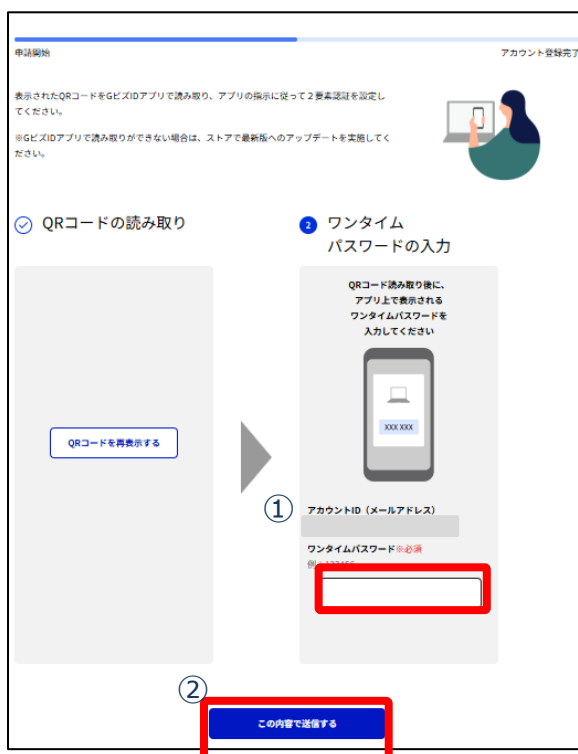 申請開始
アカウント登録完了
表示されたQRコードをGビズIDアプリで読み取り、アプリの指示に従って２要素認証を設定し
てください。
※GビズIDアプリで読み取りができない場合は、ストアで最新版へのアップデートを実施してく
ださい。
QRコードの読み取り
2 ワンタイム
パスワードの入力
QRコード読み取り後に、
アプリ上で表示される
ワンタイムパスワードを
入力してください
XXX XXX
QRコードを再表示する
①
アカウントID（メールアドレス）
ワンタイムパスワード※必須
②
この内容で送信する